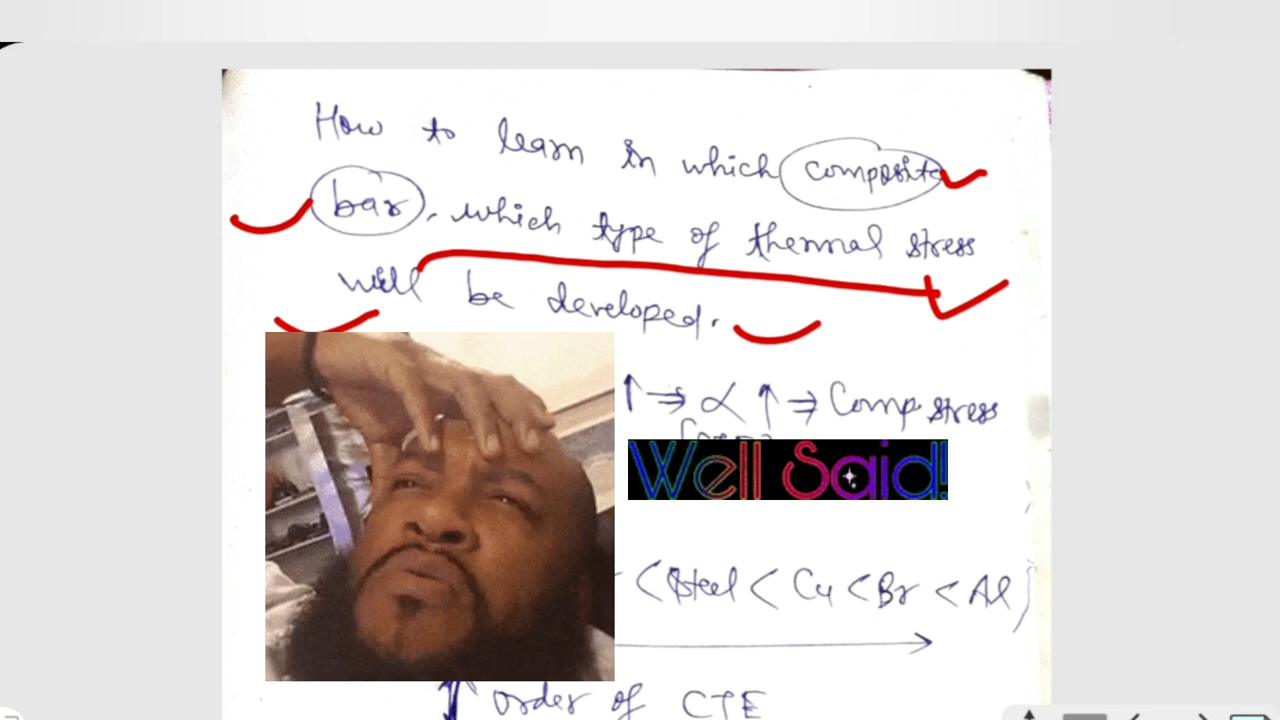 How to learn in which composite
bar, which type of thermal stress
will be developed.
↑ ⇒ α ↑ ⇒ Comp. stress
Well Said!
< Steel < Cu < Br < Al)
↑ order of CTE